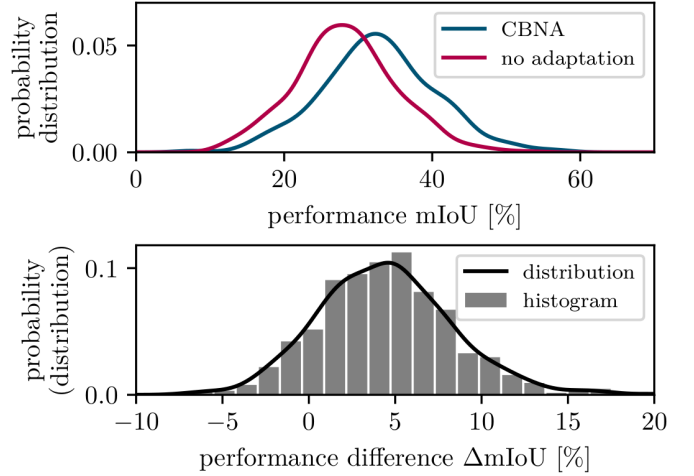 probability
distribution
0.05
0.00
CBNA
no adaptation
0 20 40 60
performance mIoU [%]
probability
(distribution)
0.1
0.0
distribution
histogram
−10 −5 0 5 10 15 20
performance difference ΔmIoU [%]